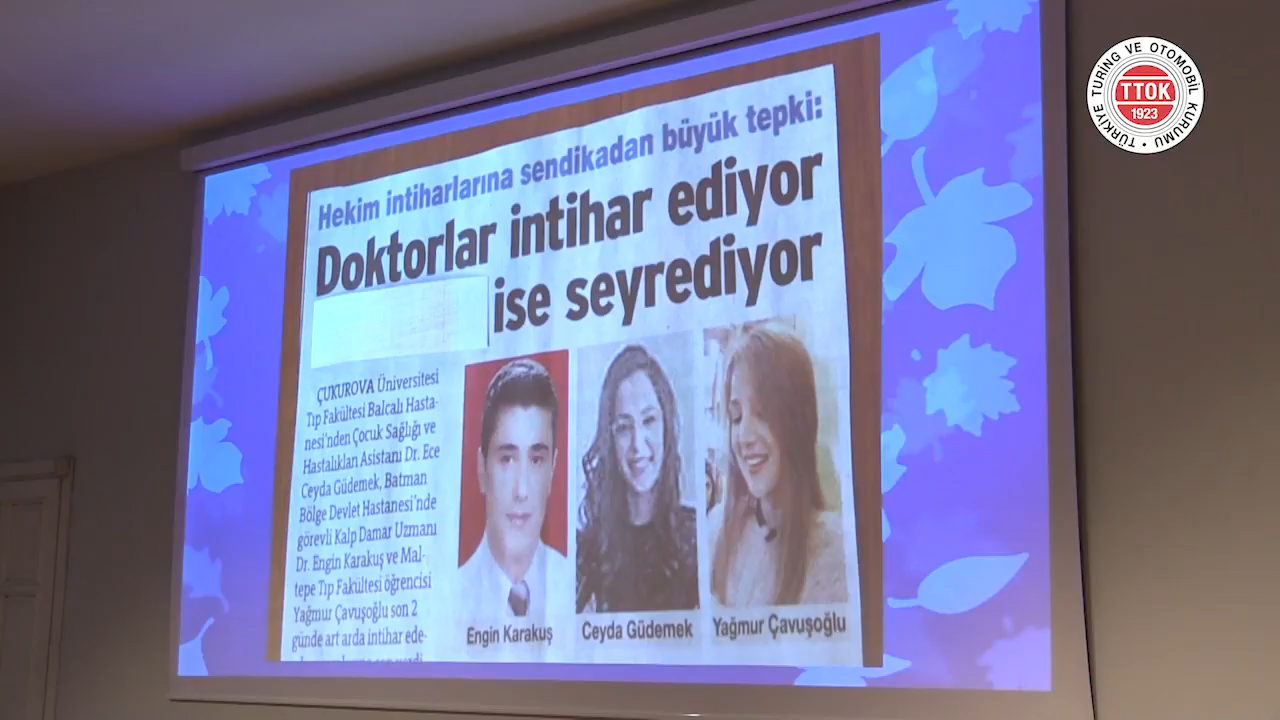 Hekim intiharlarına sendikadan büyük tepki:
Doktorlar intihar ediyor
ise seyrediyor
ÇUKUROVA Üniversitesi
Tıp Fakültesi Balcalı Hasta-
nesi'nden Çocuk Sağlığı ve
Hastalıkları Asistanı Dr. Ece
Ceyda Güdemek, Batman
Bölge Devlet Hastanesi'nde
görevli Kalp Damar Uzmanı
Dr. Engin Karakuş ve Mal-
tepe Tıp Fakültesi öğrencisi
Yağmur Çavuşoğlu son 2
günde art arda intihar ede-
Engin Karakuş
Ceyda Güdemek
Yağmur Çavuşoğlu
TÜRKİYE TURİNG VE OTOMOBİL KURUMU
TTOK
1923